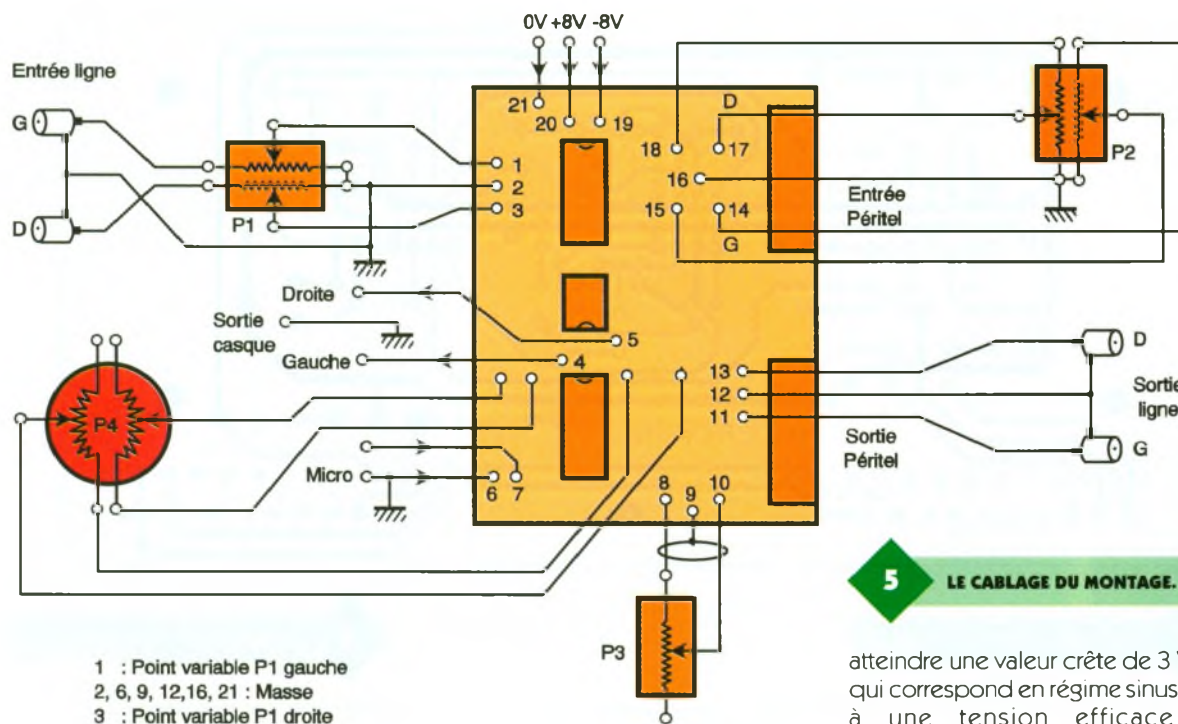 0V +8V -8V
Entrée ligne
G
D
P1
21
20
19
D
18
17
16
15
14
G
Entrée
Péritel
P2
1
2
3
Droite
Sortie
casque
Gauche
5
4
P4
Micro
6 7
13
12
11
Sortie
Péritel
D
Sortie
ligne
G
8
9
10
P3
5 LE CABLAGE DU MONTAGE.
1 : Point variable P1 gauche
2, 6, 9, 12,16, 21 : Masse
3 : Point variable P1 droite
atteindre une valeur crête de 3
qui correspond en régime sinus
à une tension efficace